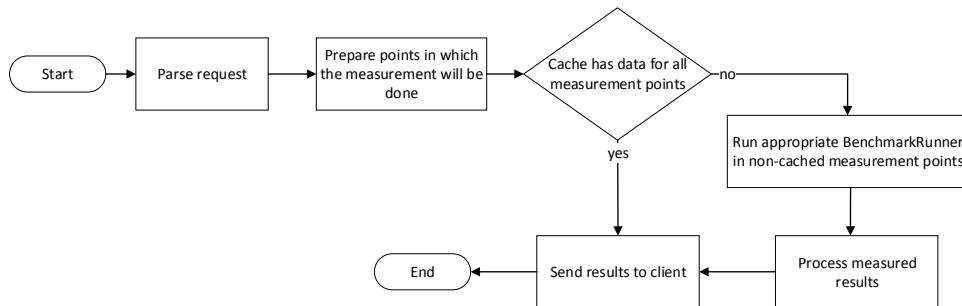 Start
Parse request
Prepare points in which
the measurement will be
done
Cache has data for all
measurement points
no
yes
Run appropriate BenchmarkRunner
in non-cached measurement points
Process measured
results
Send results to client
End